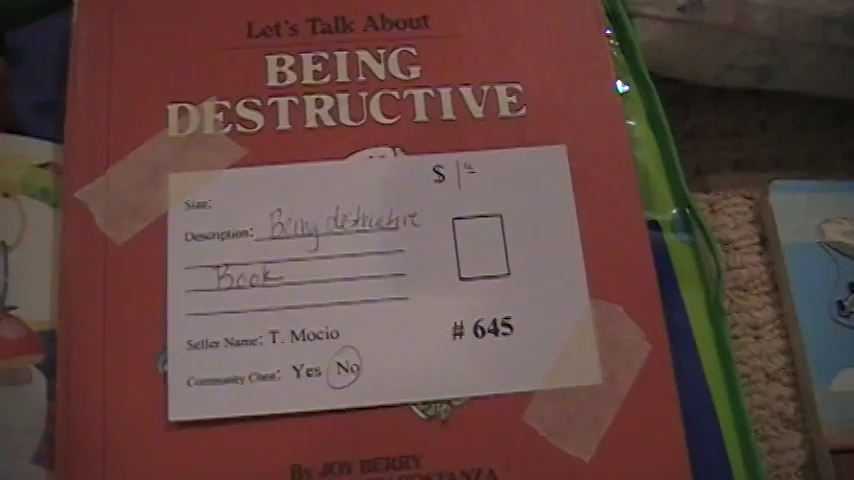 Let's Talk About
BEING
DESTRUCTIVE
$ 1
Size:
Description: Being destructive
Book
Seller Name: T. Mocio
# 645
Community Chest: Yes No
By JOY BERRY